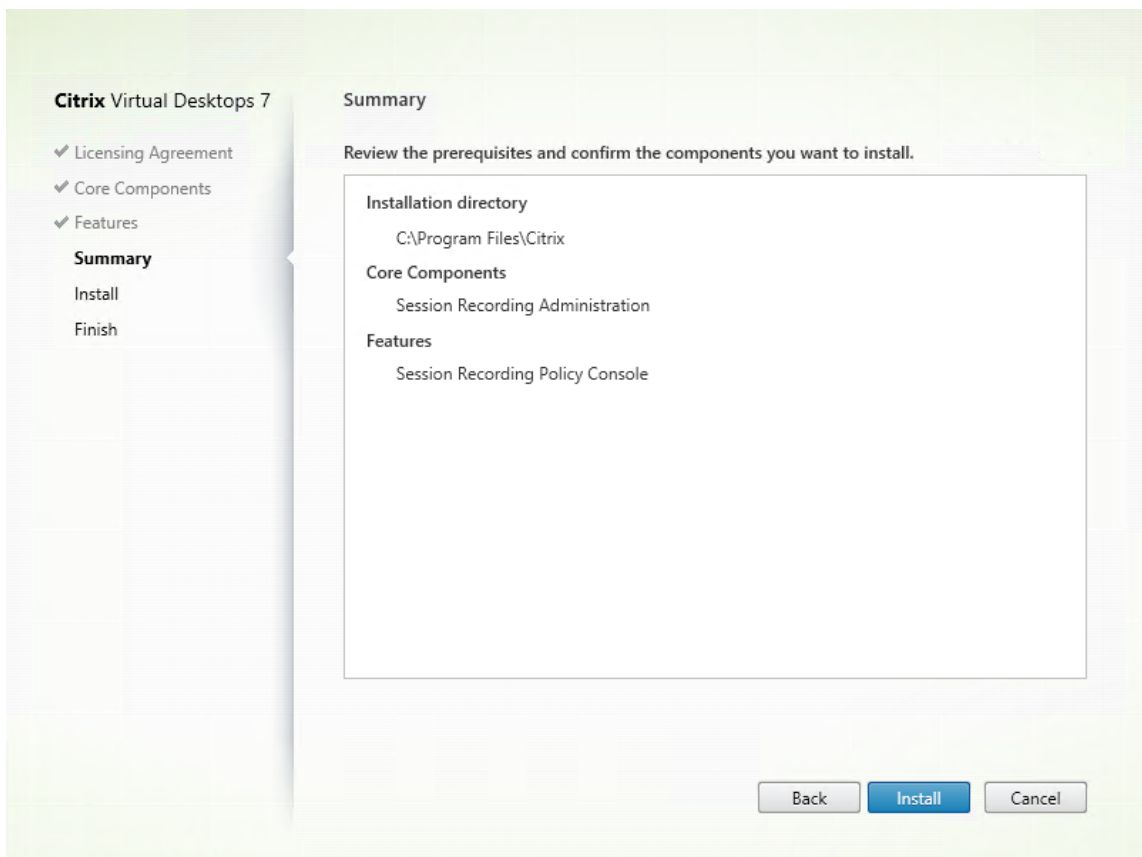 Citrix Virtual Desktops 7
Licensing Agreement
Core Components
Features
Summary
Install
Finish
Summary
Review the prerequisites and confirm the components you want to install.
Installation directory
C:\Program Files\Citrix
Core Components
Session Recording Administration
Features
Session Recording Policy Console
Back
Install
Cancel